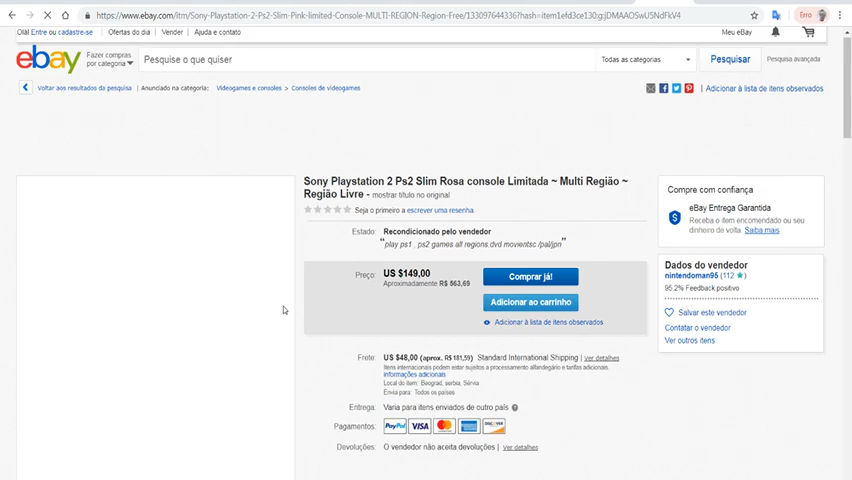 https://www.ebay.com/itm/Sony-Playstation-2-Ps2-Slim-Pink-limited-Console-MULTI-REGION-Region-Free/133097644336?hash=item1efd3ce130:g:jDMAAOSwU5NdFkV4
Erro
Olá! Entre ou cadastre-se
Ofertas do dia
Vender
Ajuda e contato
Meu eBay
ebay
Fazer compras por categoria
Pesquise o que quiser
Todas as categorias
Pesquisar
Pesquisa avançada
Voltar aos resultados da pesquisa
Anunciado na categoria:
Videogames e consoles > Consoles de videogames
Adicionar à lista de itens observados
Sony Playstation 2 Ps2 Slim Rosa console Limitada ~ Multi Região ~
Região Livre - mostrar título no original
Seja o primeiro a escrever uma resenha.
Estado: Recondicionado pelo vendedor
“play ps1 , ps2 games all regions.dvd movientsc /pal/jpn”
Preço: US $149,00
Aproximadamente R$ 563,69
Comprar já!
Adicionar ao carrinho
Adicionar à lista de itens observados
Frete: US $48,00 (aprox. R$ 181,59) Standard International Shipping | ver detalhes
Itens internacionais podem estar sujeitos a processamento alfandegário e tarifas adicionais.
informações adicionais
Local do item: Beograd, serbia, Sérvia
Envia para: Todos os países
Entrega: Varia para itens enviados de outro país
Pagamentos: PayPal VISA MasterCard DISCOVER
Devoluções: O vendedor não aceita devoluções | Ver detalhes
Compre com confiança
eBay Entrega Garantida
Receba o item encomendado ou seu
dinheiro de volta. Saiba mais
Dados do vendedor
nintendoman95 (112 ★)
95.2% Feedback positivo
Salvar este vendedor
Contatar o vendedor
Ver outros itens